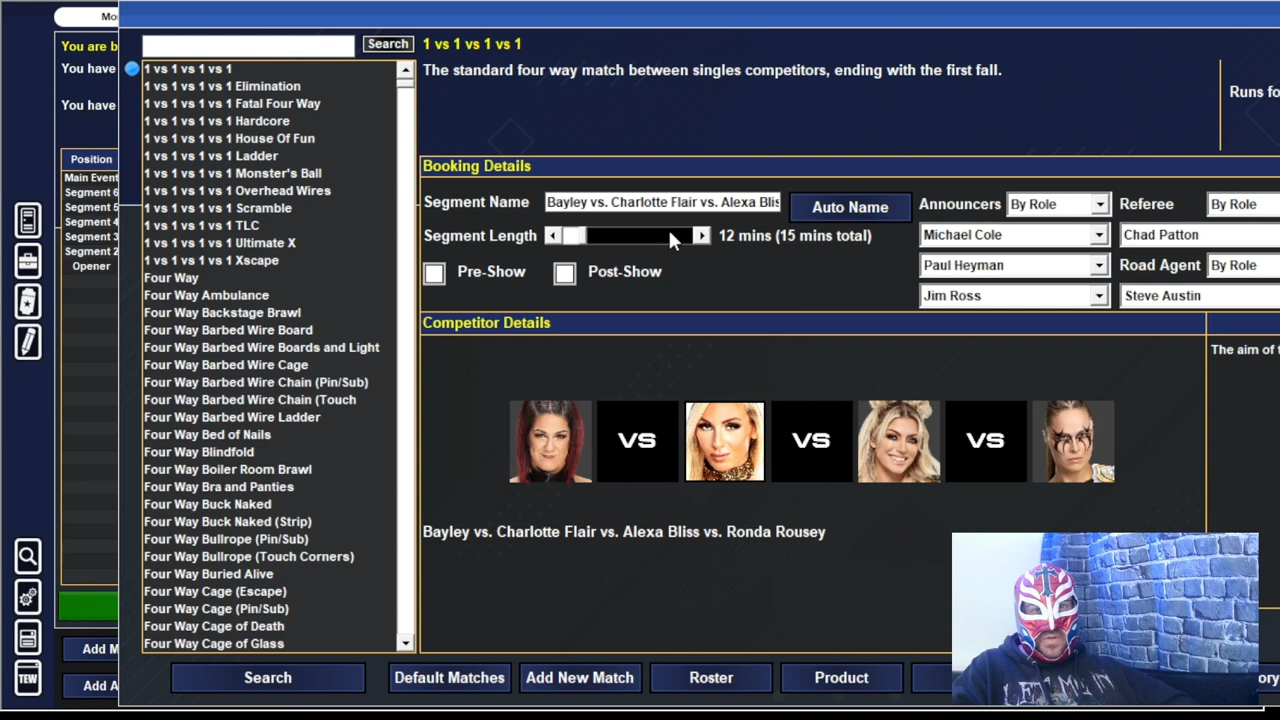 Mo
You are b
You have
You have
Position
Main Event
Segment 6
Segment 5
Segment 4
Segment 3
Segment 2
Opener
Add M
Add A
TEW
Search
1 vs 1 vs 1 vs 1
1 vs 1 vs 1 vs 1 Elimination
1 vs 1 vs 1 vs 1 Fatal Four Way
1 vs 1 vs 1 vs 1 Hardcore
1 vs 1 vs 1 vs 1 House Of Fun
1 vs 1 vs 1 vs 1 Ladder
1 vs 1 vs 1 vs 1 Monster's Ball
1 vs 1 vs 1 vs 1 Overhead Wires
1 vs 1 vs 1 vs 1 Scramble
1 vs 1 vs 1 vs 1 TLC
1 vs 1 vs 1 vs 1 Ultimate X
1 vs 1 vs 1 vs 1 Xscape
Four Way
Four Way Ambulance
Four Way Backstage Brawl
Four Way Barbed Wire Board
Four Way Barbed Wire Boards and Light
Four Way Barbed Wire Cage
Four Way Barbed Wire Chain (Pin/Sub)
Four Way Barbed Wire Chain (Touch
Four Way Barbed Wire Ladder
Four Way Bed of Nails
Four Way Blindfold
Four Way Boiler Room Brawl
Four Way Bra and Panties
Four Way Buck Naked
Four Way Buck Naked (Strip)
Four Way Bullrope (Pin/Sub)
Four Way Bullrope (Touch Corners)
Four Way Buried Alive
Four Way Cage (Escape)
Four Way Cage (Pin/Sub)
Four Way Cage of Death
Four Way Cage of Glass
1 vs 1 vs 1 vs 1
The standard four way match between singles competitors, ending with the first fall.
Runs fo
Booking Details
Segment Name Bayley vs. Charlotte Flair vs. Alexa Blis Auto Name Announcers By Role Referee By Role
Segment Length 12 mins (15 mins total) Michael Cole Chad Patton
Pre-Show Post-Show Paul Heyman Road Agent By Role
Jim Ross Steve Austin
Competitor Details
The aim of t
VS VS VS
Bayley vs. Charlotte Flair vs. Alexa Bliss vs. Ronda Rousey
Search Default Matches Add New Match Roster Product ory